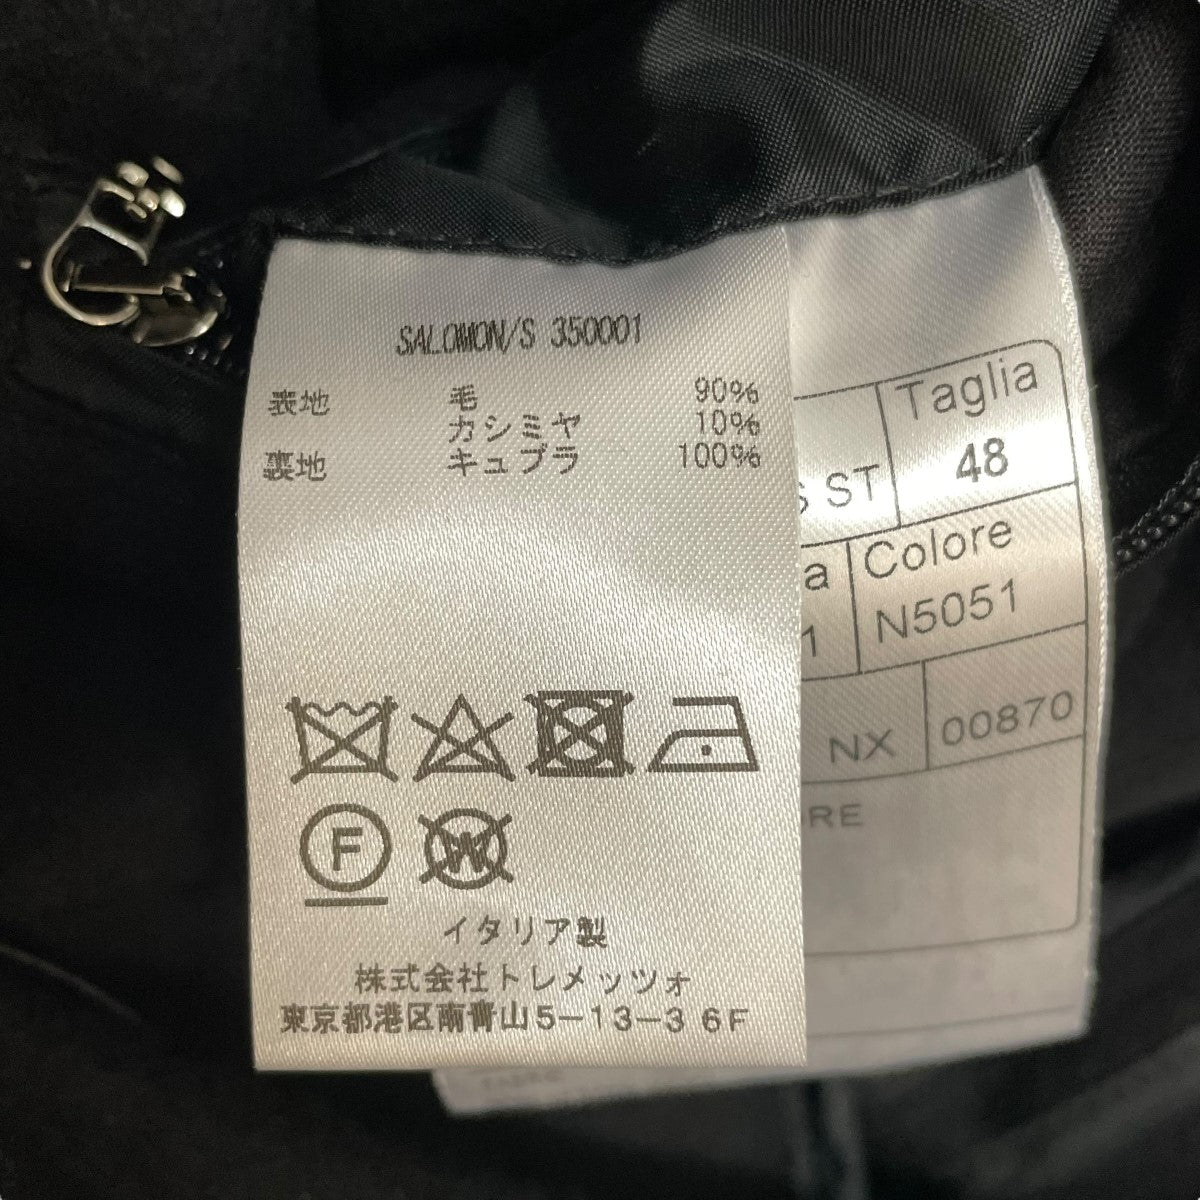 SALOMON/S 350001
表地 毛 90%
カシミヤ 10%
裏地 キュプラ 100%
F
W
イタリア製
株式会社トレメッツォ
東京都港区南青山5-13-3 6F
Taglia
ST 48
Colore
N5051
NX 00870